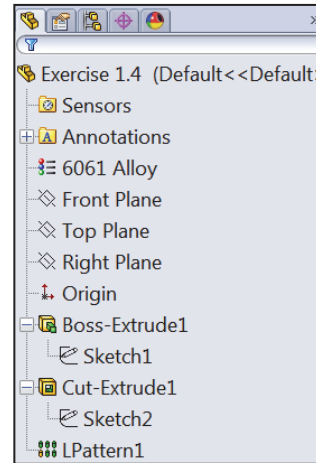 »
Exercise 1.4 (Default<<Default
Sensors
A Annotations
6061 Alloy
Front Plane
Top Plane
Right Plane
Origin
Boss-Extrude1
Sketch1
Cut-Extrude1
Sketch2
LPattern1